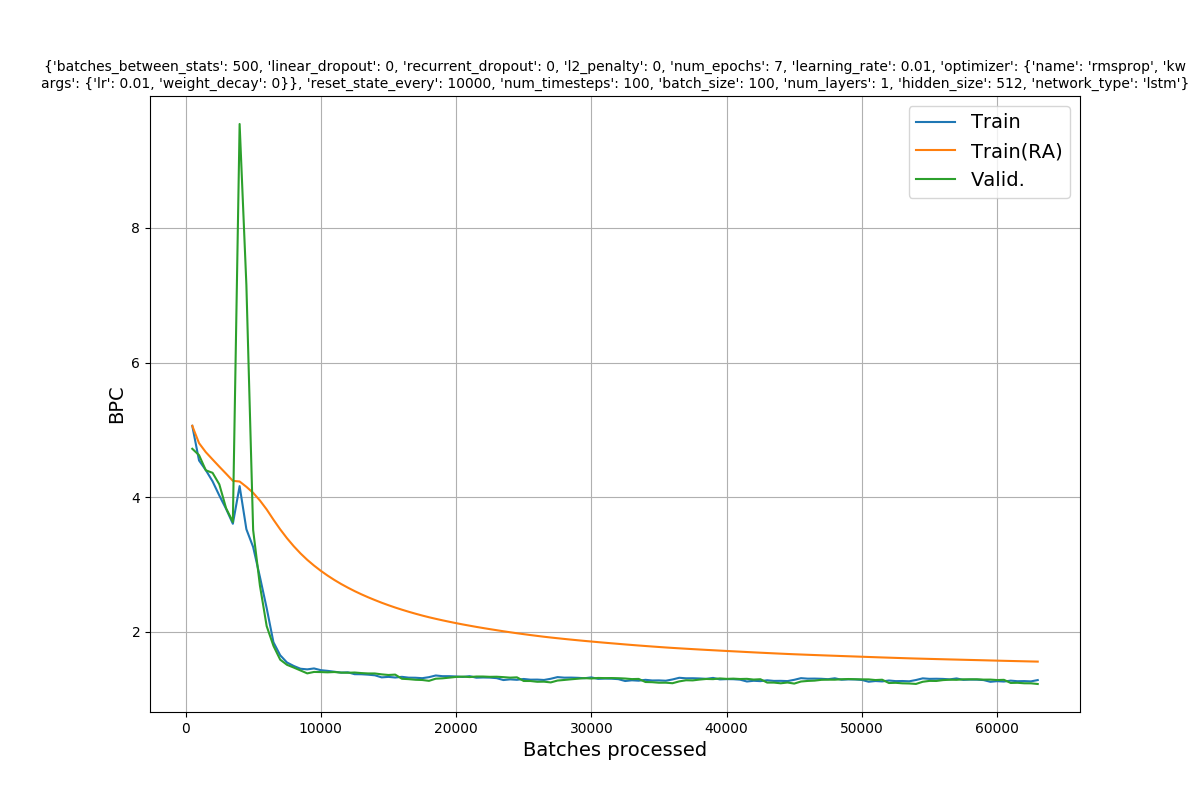 {'batches_between_stats': 500, 'linear_dropout': 0, 'recurrent_dropout': 0, 'l2_penalty': 0, 'num_epochs': 7, 'learning_rate': 0.01, 'optimizer': {'name': 'rmsprop', 'kw
args': {'lr': 0.01, 'weight_decay': 0}}, 'reset_state_every': 10000, 'num_timesteps': 100, 'batch_size': 100, 'num_layers': 1, 'hidden_size': 512, 'network_type': 'lstm'}
Train
Train(RA)
Valid.
8
6
4
2
BPC
0 10000 20000 30000 40000 50000 60000
Batches processed